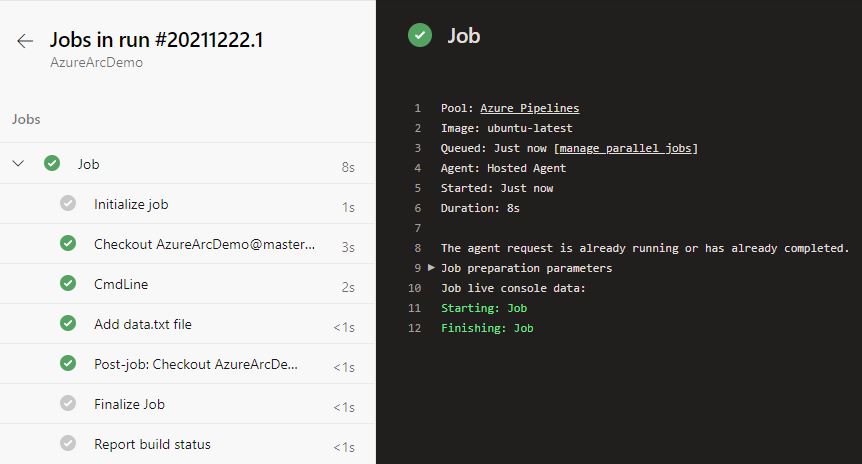 Jobs in run #20211222.1
AzureArcDemo
Jobs
Job 8s
Initialize job 1s
Checkout AzureArcDemo@master... 3s
CmdLine 2s
Add data.txt file <1s
Post-job: Checkout AzureArcDe... <1s
Finalize Job <1s
Report build status <1s
Job
1 Pool: Azure Pipelines
2 Image: ubuntu-latest
3 Queued: Just now [manage parallel jobs]
4 Agent: Hosted Agent
5 Started: Just now
6 Duration: 8s
7
8 The agent request is already running or has already completed.
9 Job preparation parameters
10 Job live console data:
11 Starting: Job
12 Finishing: Job